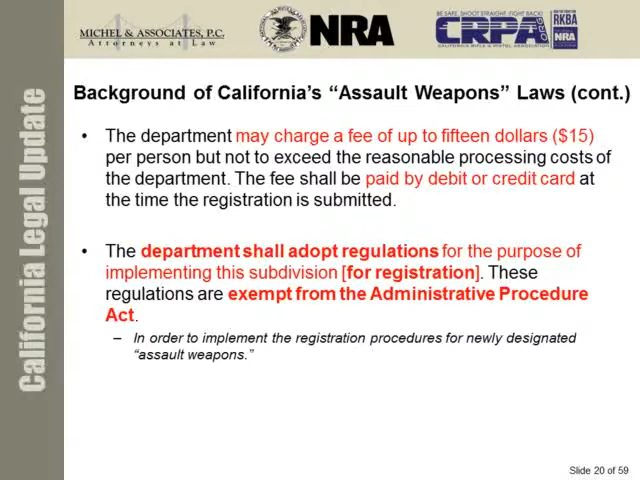 MICHEL & ASSOCIATES, P.C.
Attorneys at Law
NRA
BE SAFE. SHOOT STRAIGHT. FIGHT BACK!
CRPA.ORG
CALIFORNIA RIFLE & PISTOL ASSOCIATION
RKBA
NRA
California Legal Update
Background of California's “Assault Weapons” Laws (cont.)
• The department may charge a fee of up to fifteen dollars ($15)
per person but not to exceed the reasonable processing costs of
the department. The fee shall be paid by debit or credit card at
the time the registration is submitted.
• The department shall adopt regulations for the purpose of
implementing this subdivision [for registration]. These
regulations are exempt from the Administrative Procedure
Act.
– In order to implement the registration procedures for newly designated
“assault weapons.”
Slide 20 of 59